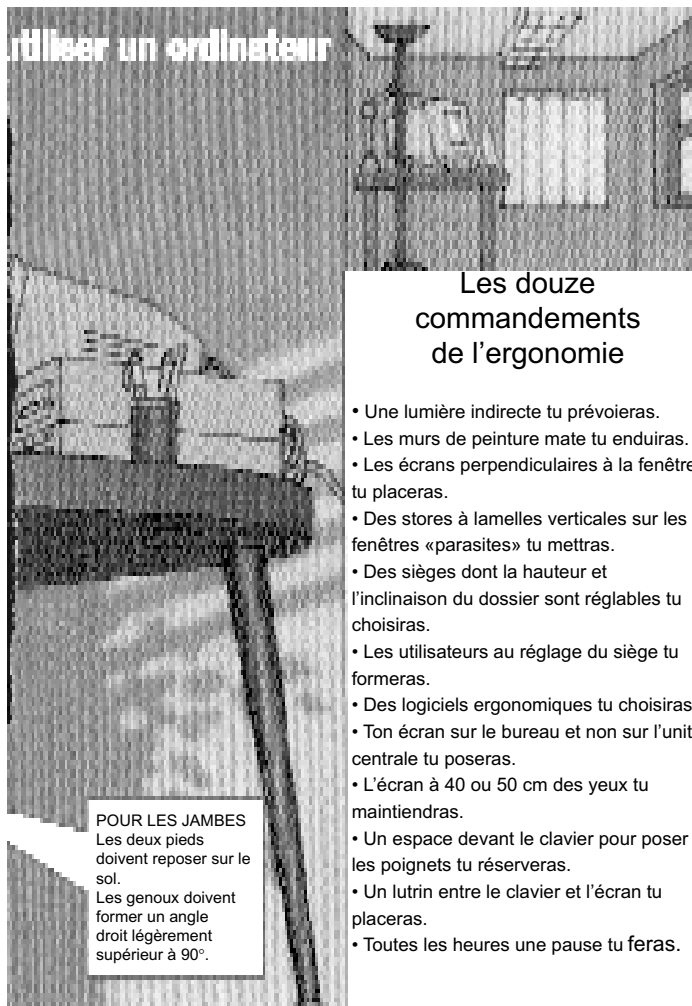 utiliser un ordinateur
Les douze
commandements
de l’ergonomie
• Une lumière indirecte tu prévoieras.
• Les murs de peinture mate tu enduiras.
• Les écrans perpendiculaires à la fenêtre
tu placeras.
• Des stores à lamelles verticales sur les
fenêtres «parasites» tu mettras.
• Des sièges dont la hauteur et
l’inclinaison du dossier sont réglables tu
choisiras.
• Les utilisateurs au réglage du siège tu
formeras.
• Des logiciels ergonomiques tu choisiras
• Ton écran sur le bureau et non sur l’unit
centrale tu poseras.
• L’écran à 40 ou 50 cm des yeux tu
maintiendras.
• Un espace devant le clavier pour poser
les poignets tu réserveras.
• Un lutrin entre le clavier et l’écran tu
placeras.
• Toutes les heures une pause tu feras.
POUR LES JAMBES
Les deux pieds
doivent reposer sur le
sol.
Les genoux doivent
former un angle
droit légèrement
supérieur à 90°.